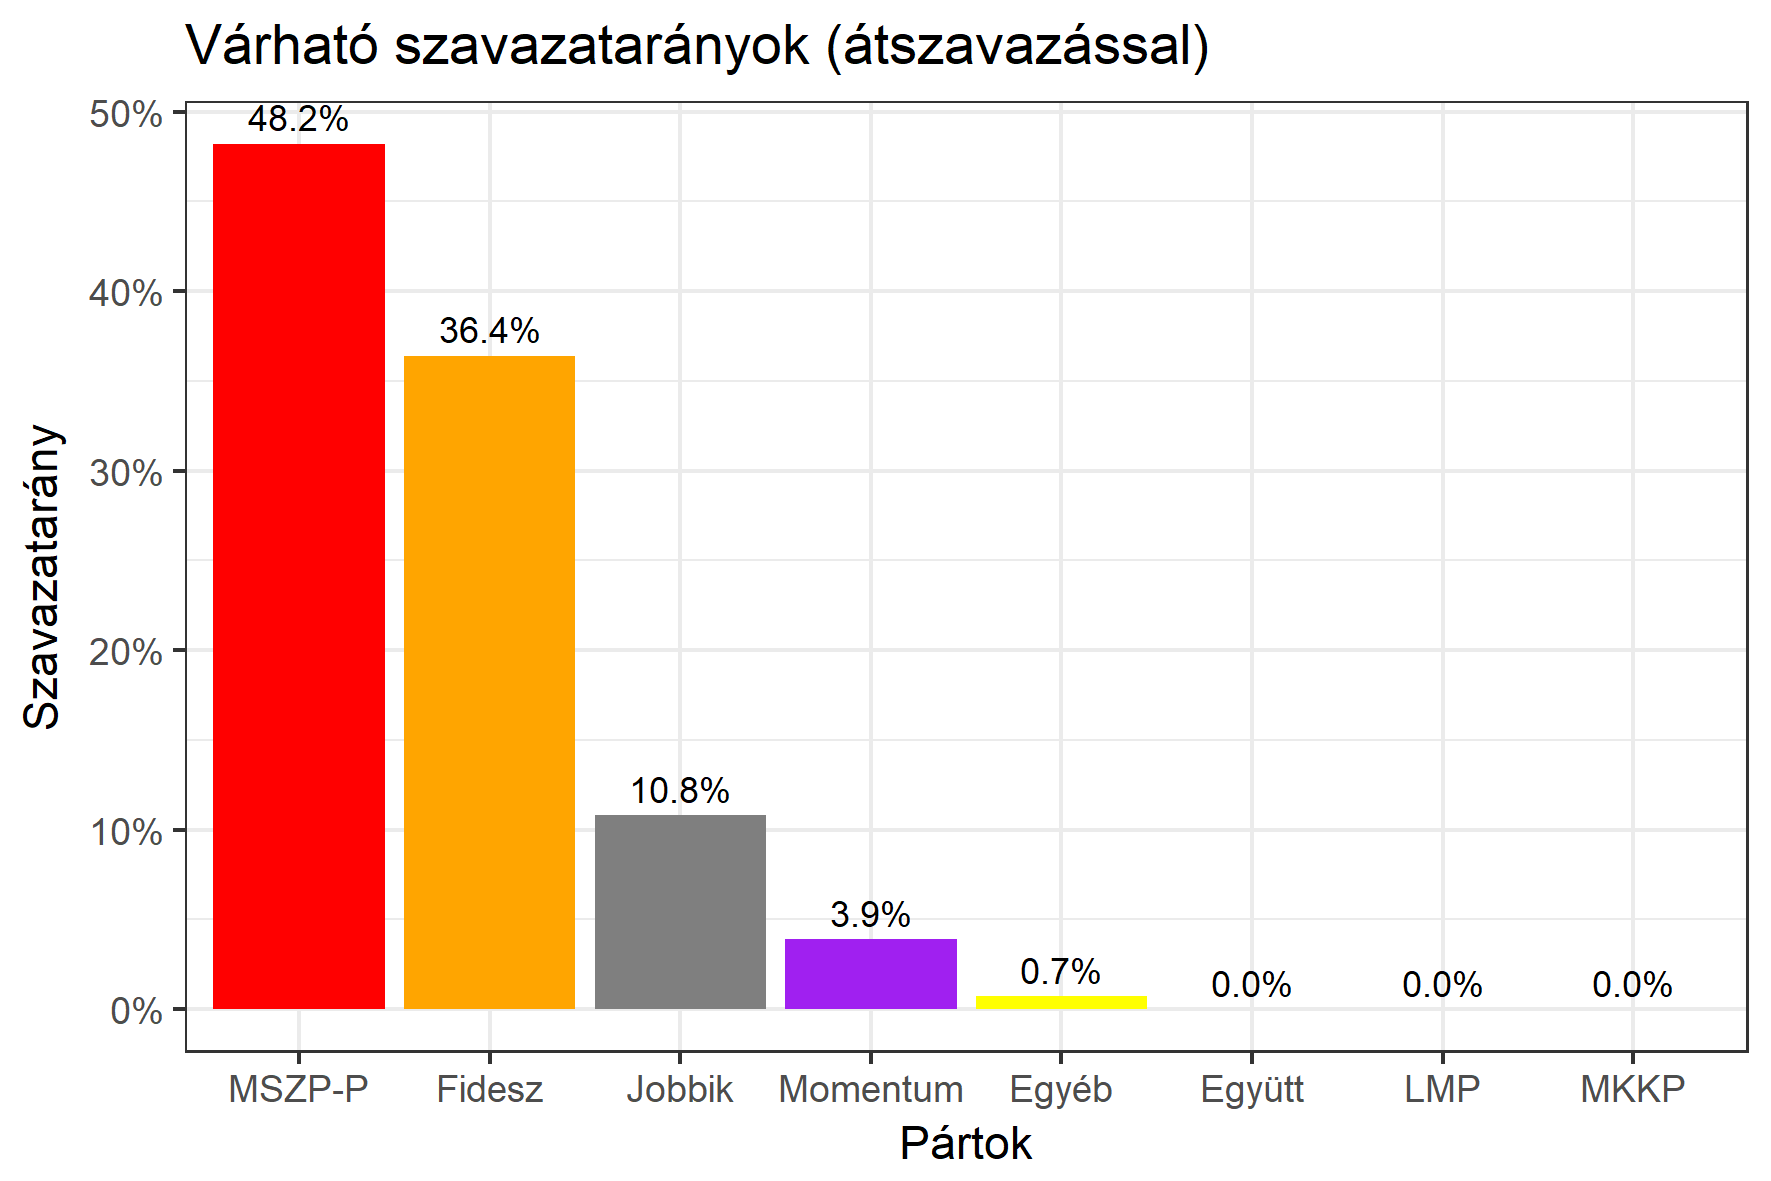 Várható szavazatarányok (átszavazással)
50%
40%
30%
20%
10%
0%
Szavazatarány
48.2%
36.4%
10.8%
3.9%
0.7%
0.0%
0.0%
0.0%
MSZP-P
Fidesz
Jobbik
Momentum
Egyéb
Együtt
LMP
MKKP
Pártok